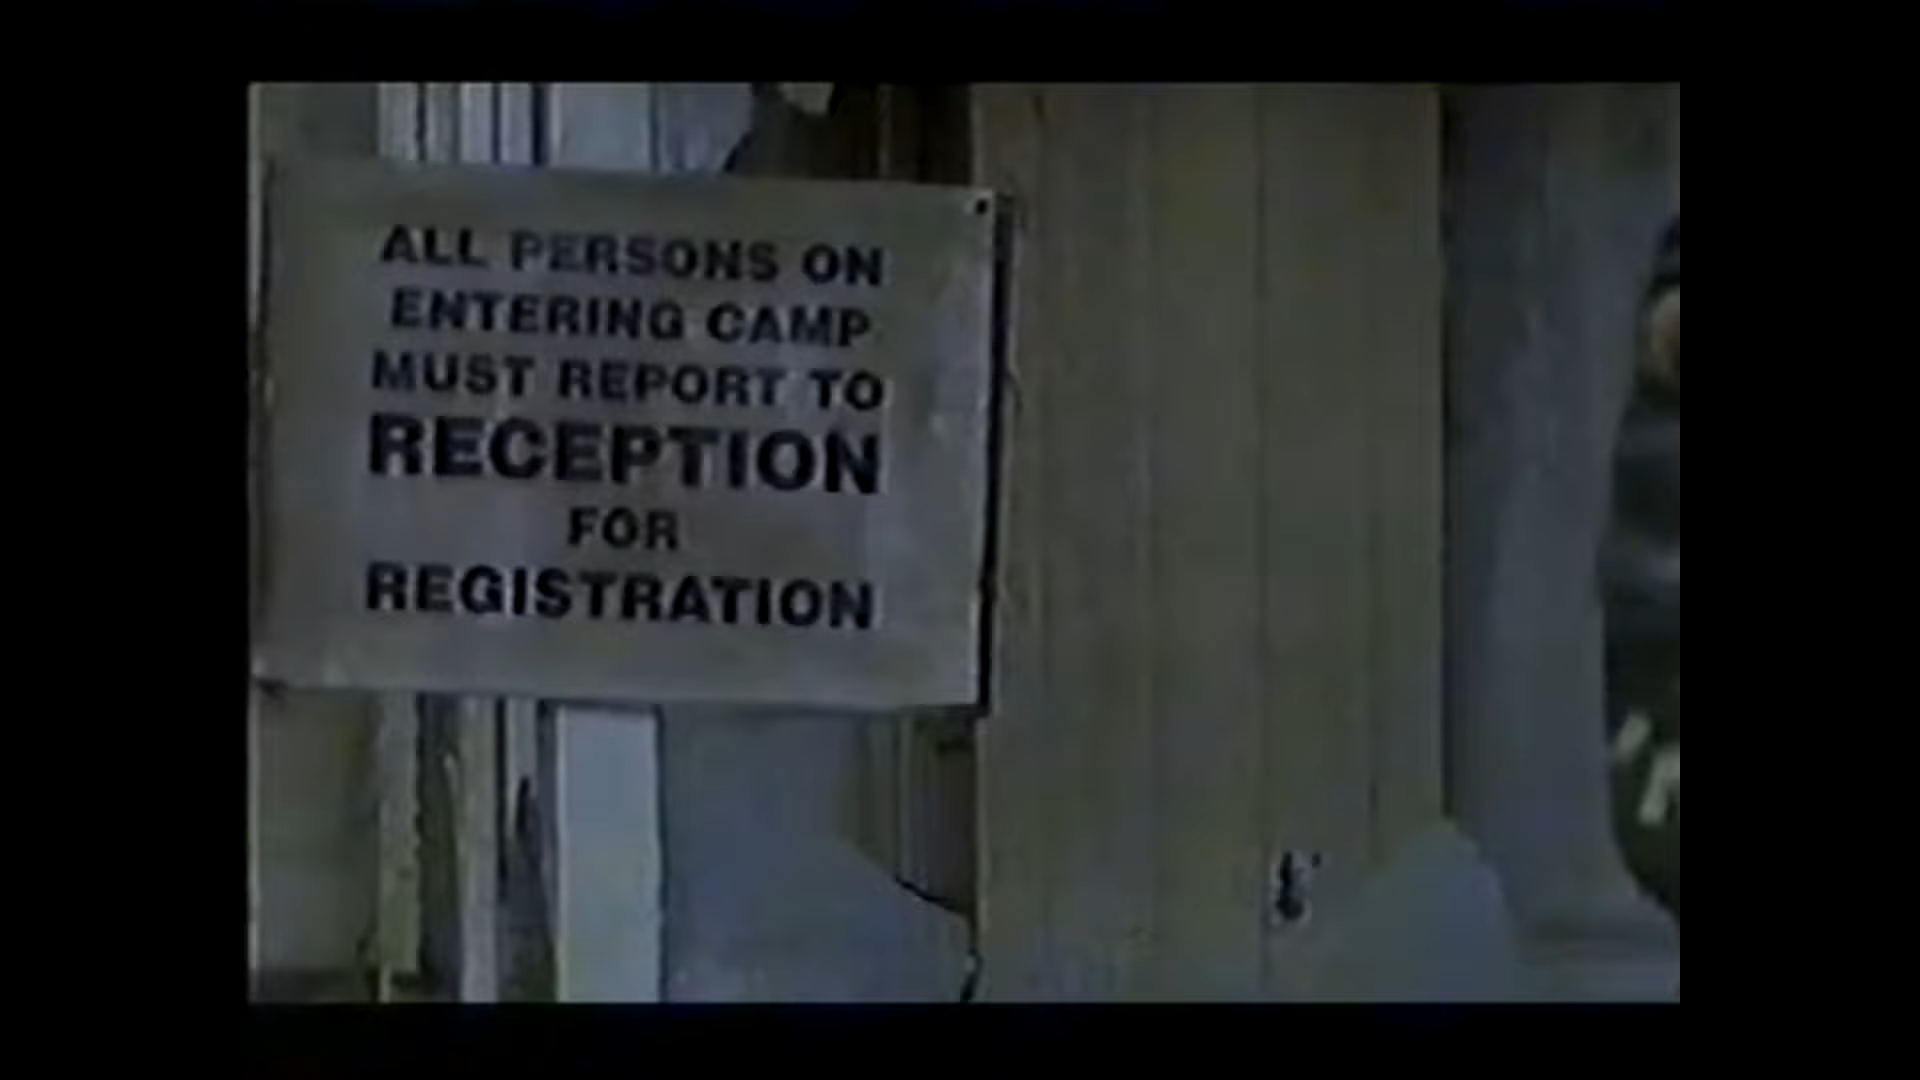 ALL PERSONS ON
ENTERING CAMP
MUST REPORT TO
RECEPTION
FOR
REGISTRATION